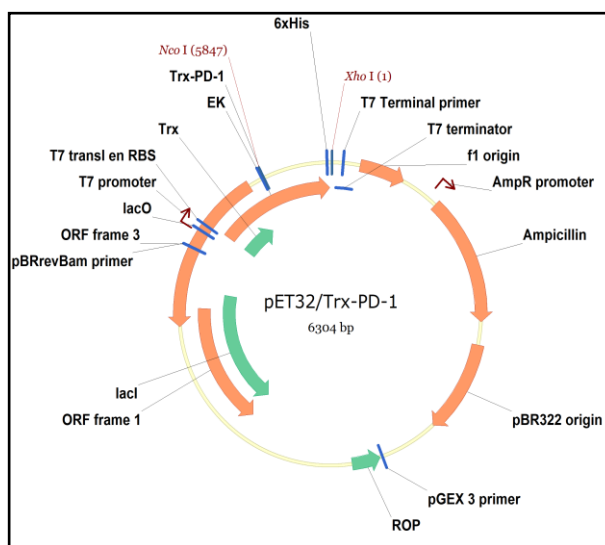 6xHis
Nco I (5847)
Xho I (1)
Trx-PD-1
T7 Terminal primer
EK
T7 terminator
Trx
f1 origin
T7 transl en RBS
AmpR promoter
T7 promoter
lacO
Ampicillin
ORF frame 3
pBRrevBam primer
pET32/Trx-PD-1
6304 bp
lacI
ORF frame 1
pBR322 origin
pGEX 3 primer
ROP